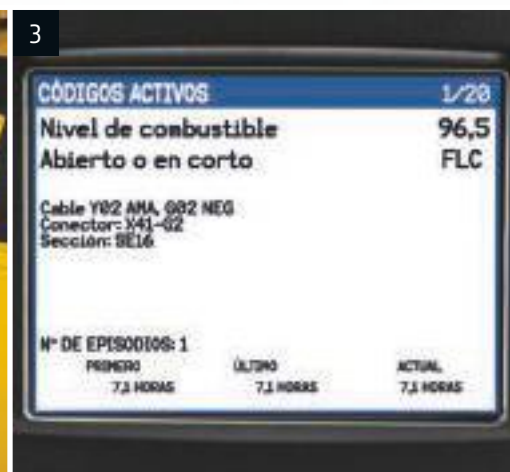 3
CÓDIGOS ACTIVOS 1/20
Nivel de combustible 96,5
Abierto o en corto FLC
Cable Y02 AMA, G02 NEG
Conector: X41-G2
Sección: SE16
Nº DE EPISODIOS: 1
PRIMERO ÚLTIMO ACTUAL
7,1 HORAS 7,1 HORAS 7,1 HORAS